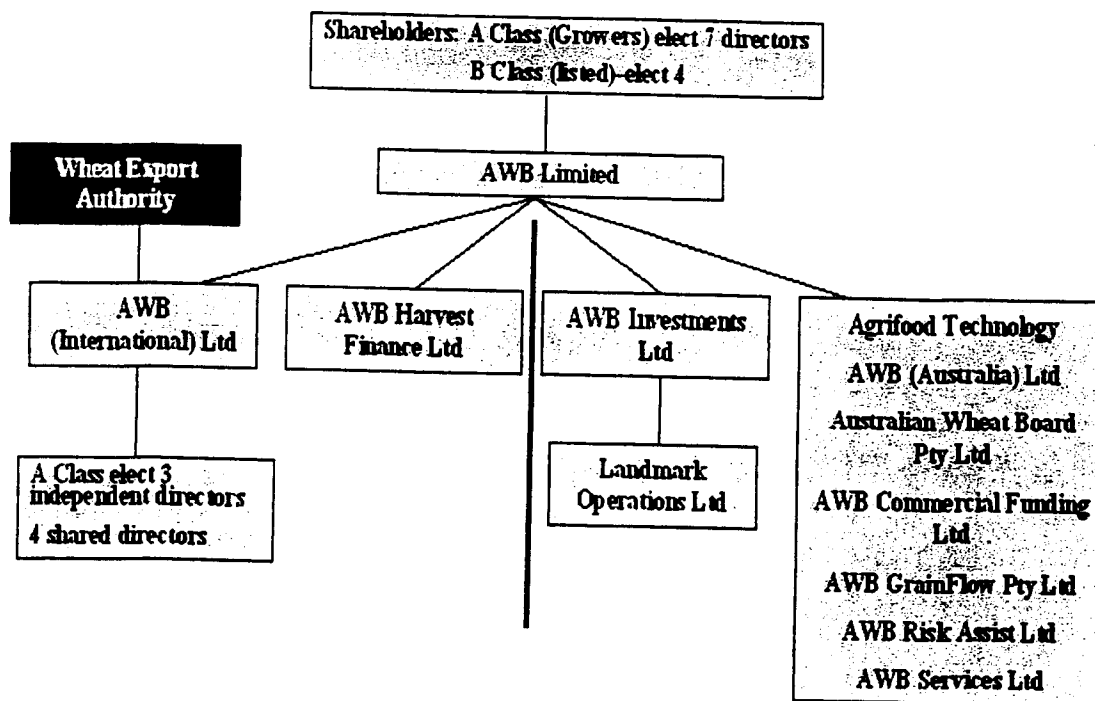 Shareholders: A Class (Growers) elect 7 directors
B Class (listed)-elect 4
Wheat Export
Authority
AWB Limited
AWB
(International) Ltd
AWB Harvest
Finance Ltd
AWB Investments
Ltd
Agrifood Technology
AWB (Australia) Ltd
Australian Wheat Board
Pty Ltd
AWB Commercial Funding
Ltd
AWB GrainFlow Pty Ltd
AWB Risk Assist Ltd
AWB Services Ltd
A Class elect 3
independent directors
4 shared directors
Landmark
Operations Ltd